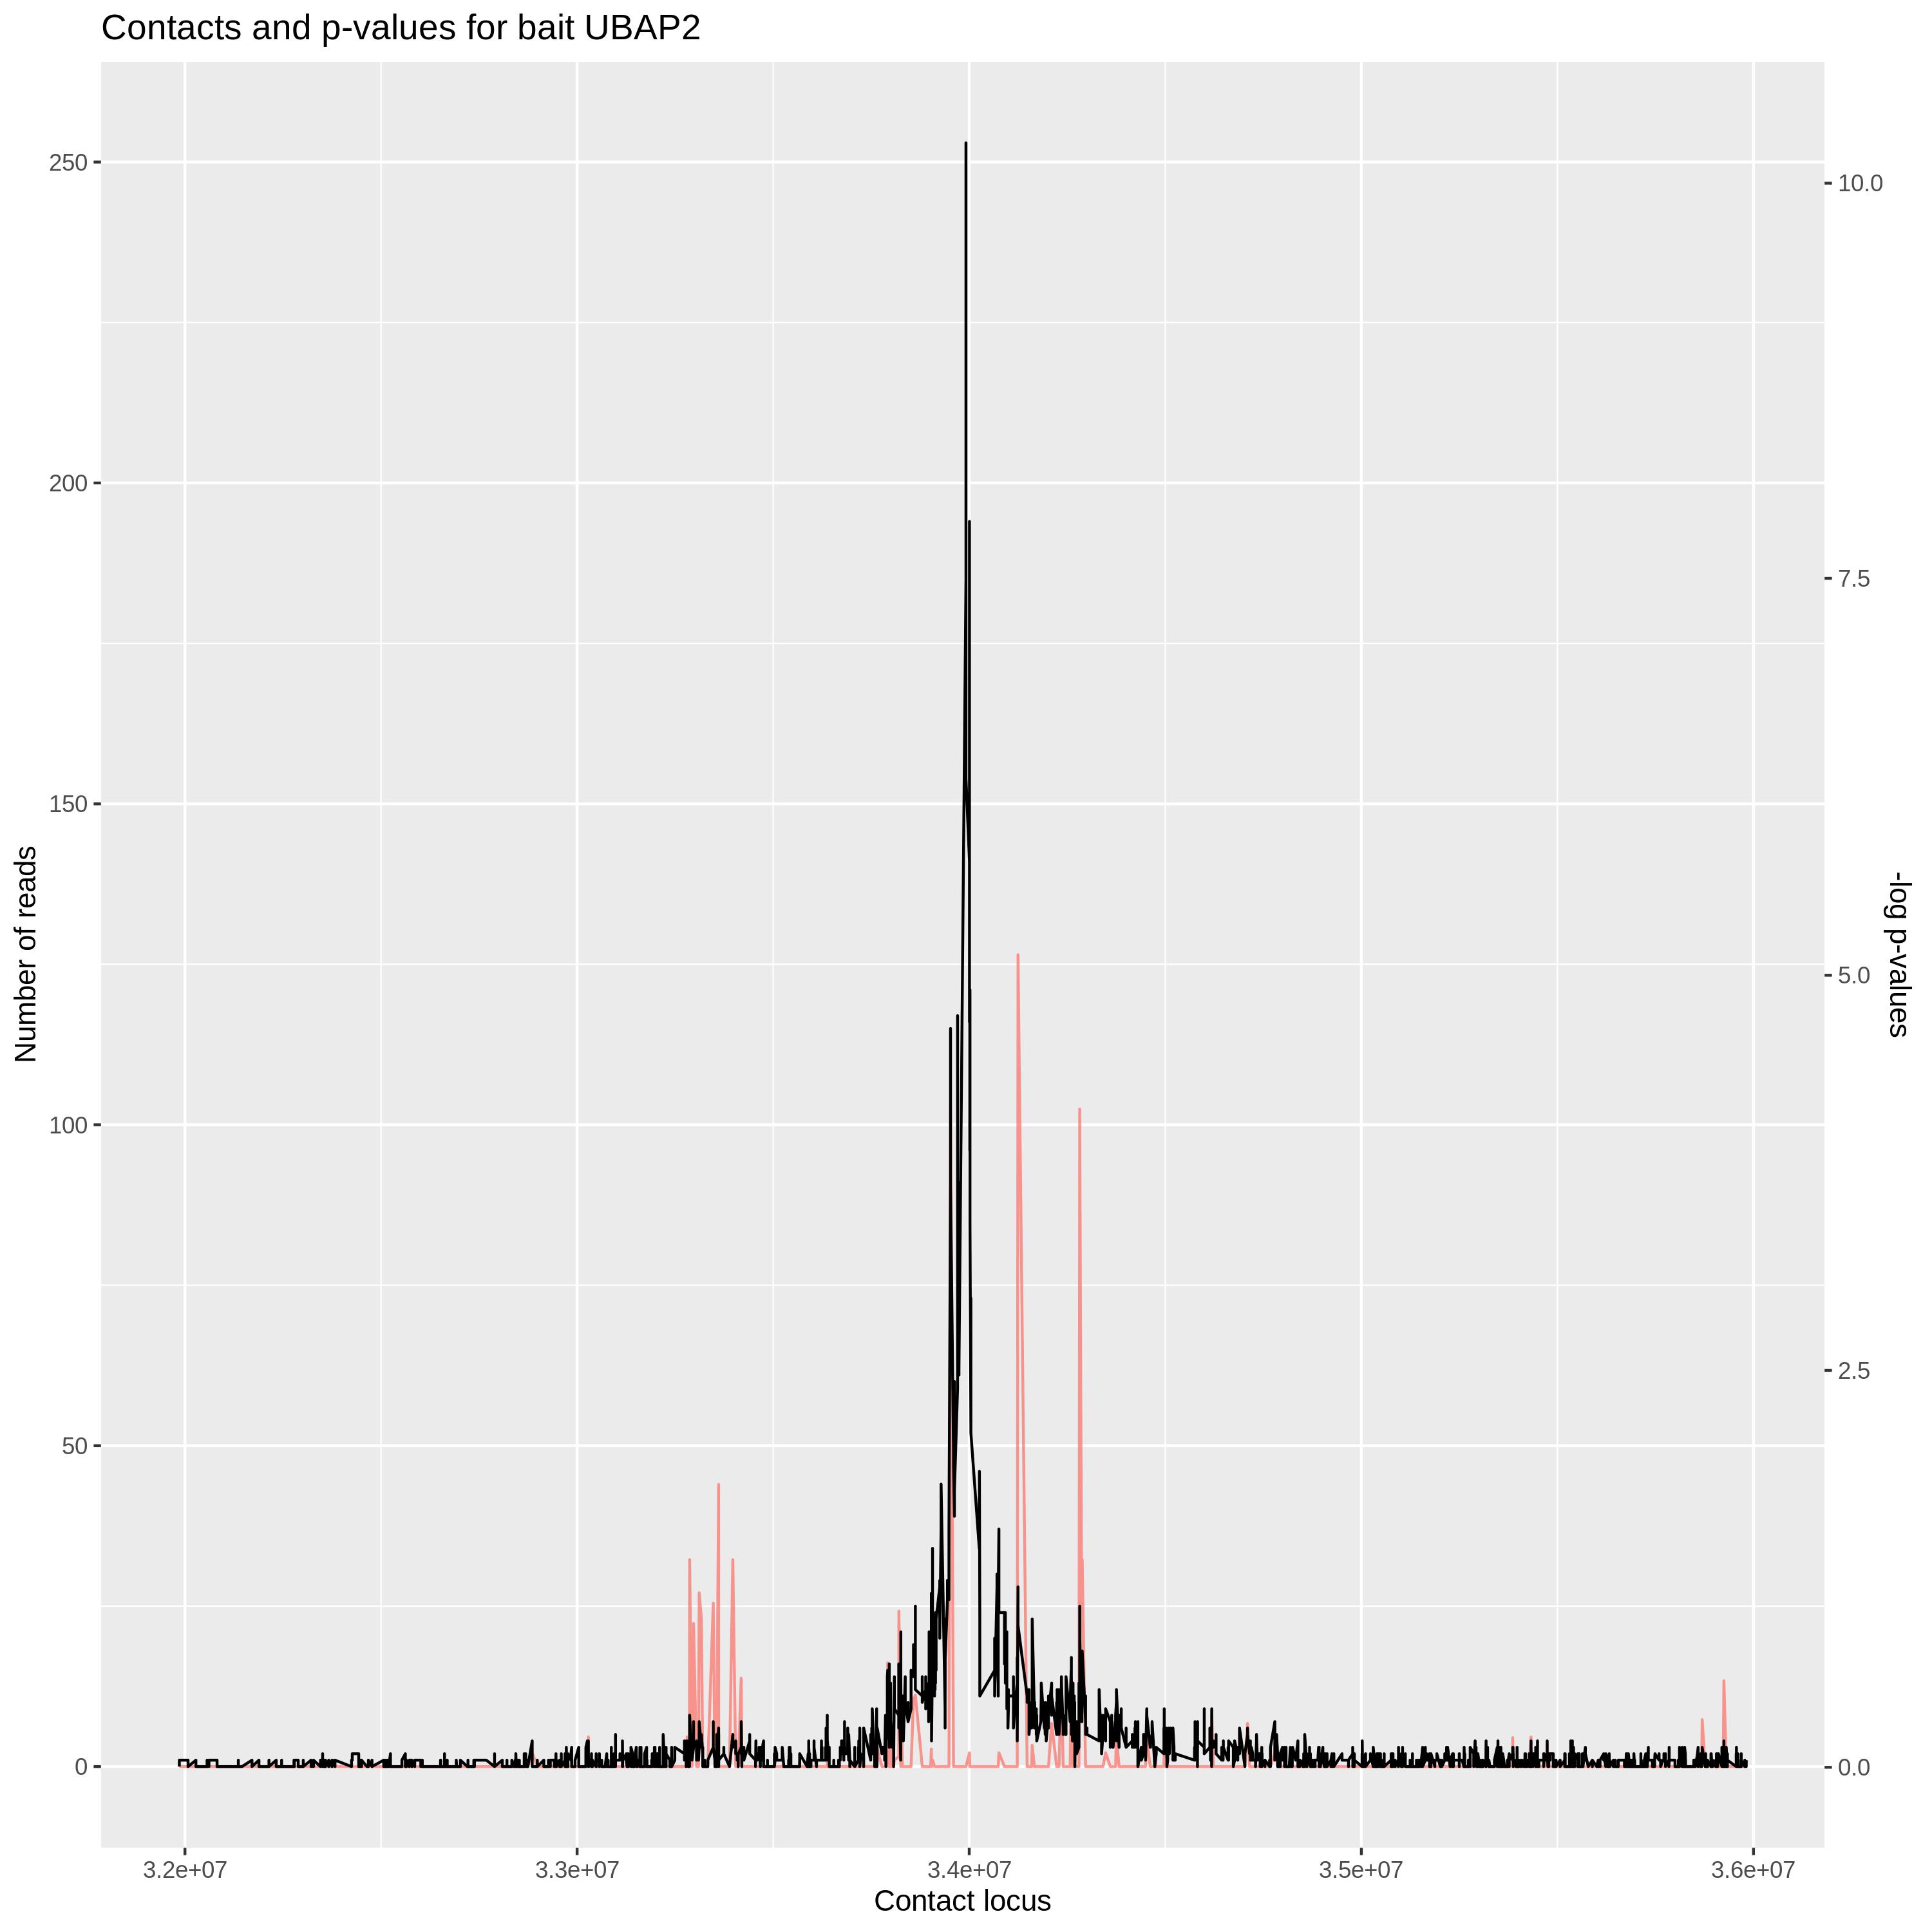 Contacts and p-values for bait UBAP2
250
200
150
100
50
0
Number of reads
10.0
7.5
5.0
2.5
0.0
-log p-values
3.2e+07
3.3e+07
3.4e+07
3.5e+07
3.6e+07
Contact locus